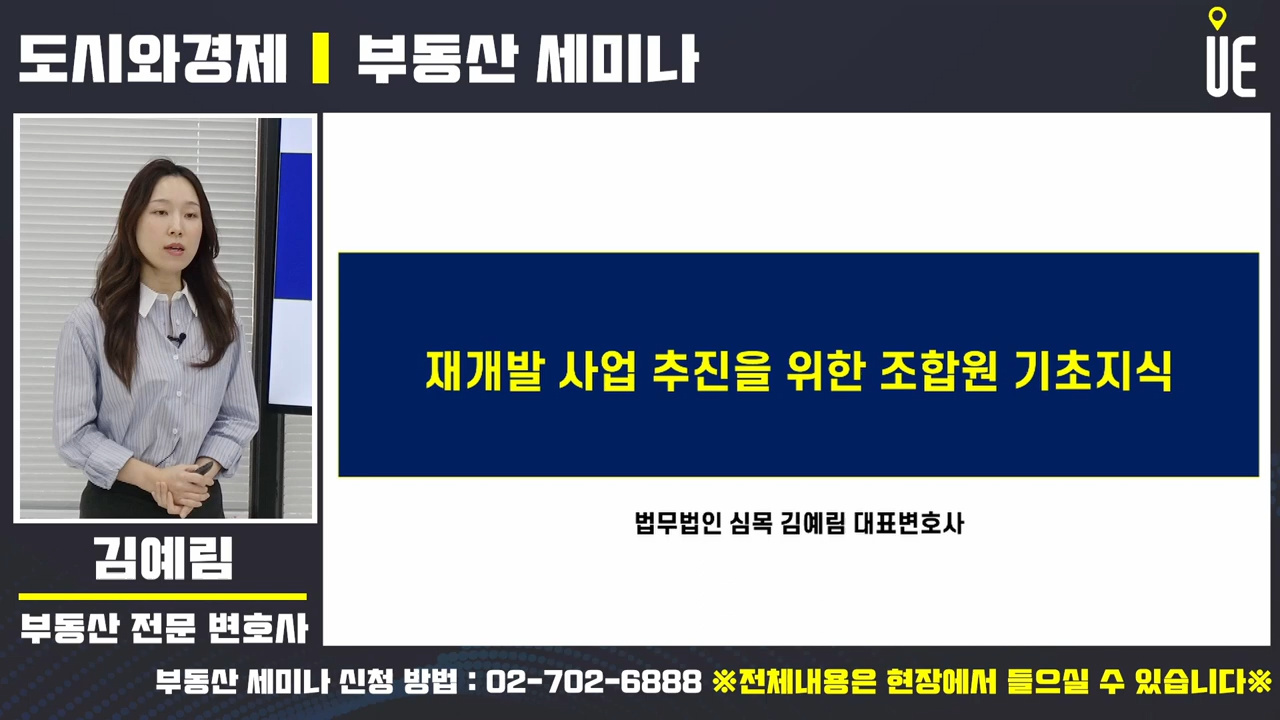 도시와경제 부동산 세미나
UE
재개발 사업 추진을 위한 조합원 기초지식
법무법인 심목 김예림 대표변호사
김예림
부동산 전문 변호사
부동산 세미나 신청 방법 : 02-702-6888 ※전체내용은 현장에서 들으실 수 있습니다※